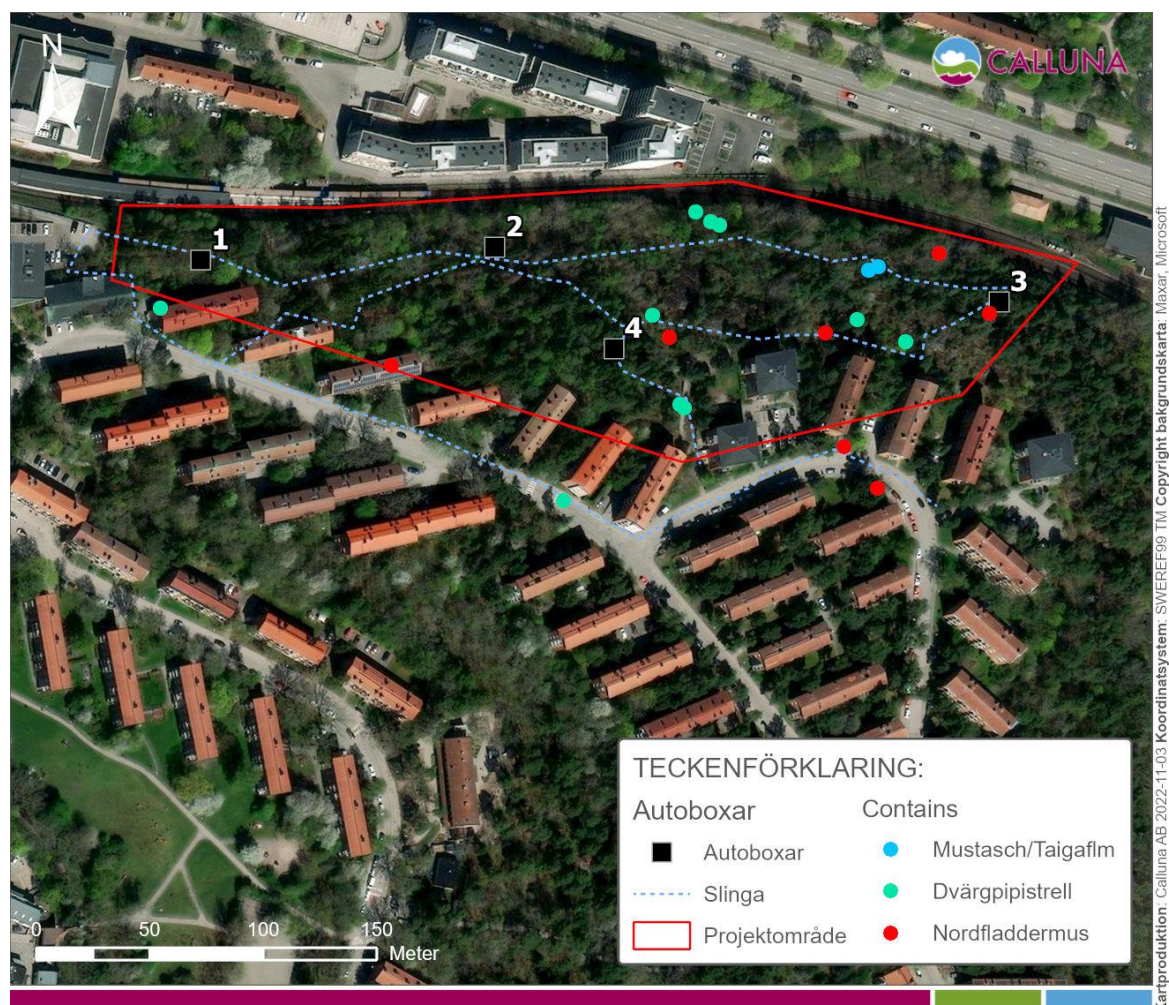 N
CALLUNA
1
2
3
4
TECKENFÖRKLARING:
Autoboxar
Autoboxar
Slinga
Projektområde
Contains
Mustasch/Taigaflm
Dvärgpipistrell
Nordfladdermus
0 50 100 150
Meter
artproduktion: Calluna AB 2022-11-03 Koordinatsystem: SWEREF99 TM Copyright bakgrundskarta: Maxar, Microsoft